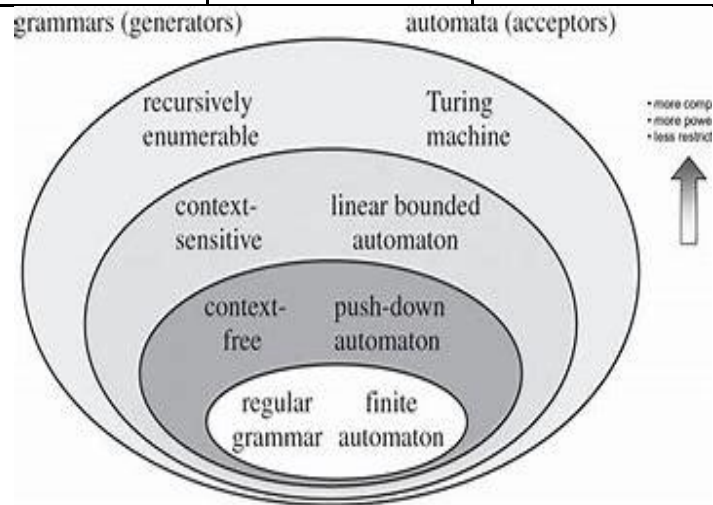 grammars (generators) automata (acceptors)
recursively enumerable
Turing machine
• more
• more
• less
context-
sensitive
linear bounded
automaton
context-
free
push-down
automaton
regular
grammar
finite
automaton